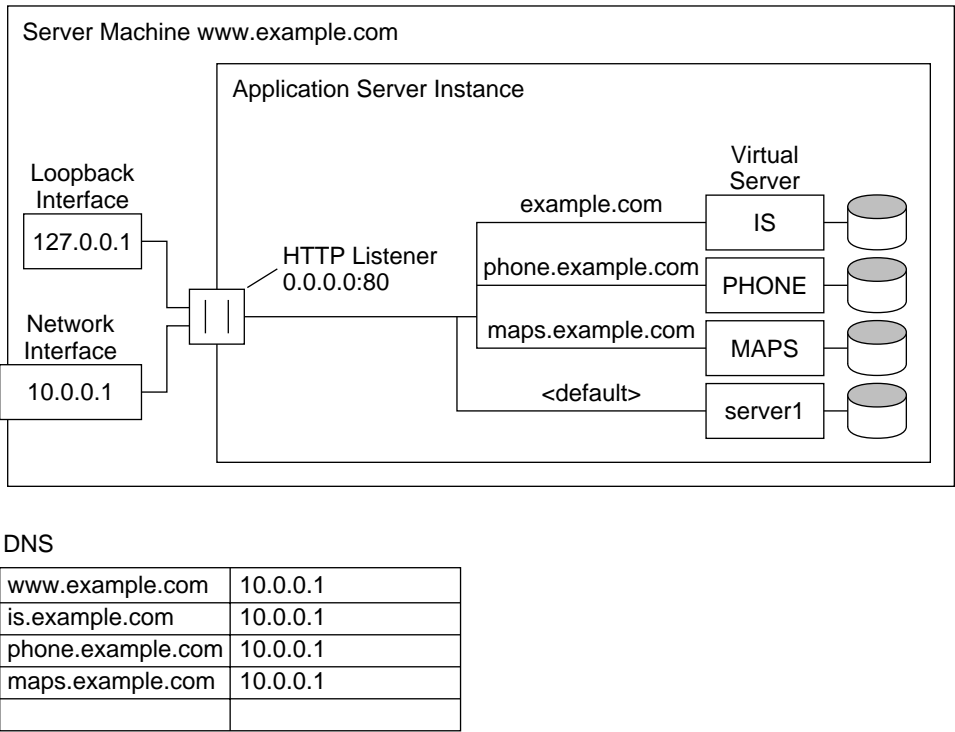 Server Machine www.example.com
Application Server Instance
Loopback
Interface
127.0.0.1
Network
Interface
10.0.0.1
HTTP Listener
0.0.0.0:80
Virtual
Server
example.com
IS
phone.example.com
PHONE
maps.example.com
MAPS
<default>
server1
DNS
www.example.com 10.0.0.1
is.example.com 10.0.0.1
phone.example.com 10.0.0.1
maps.example.com 10.0.0.1